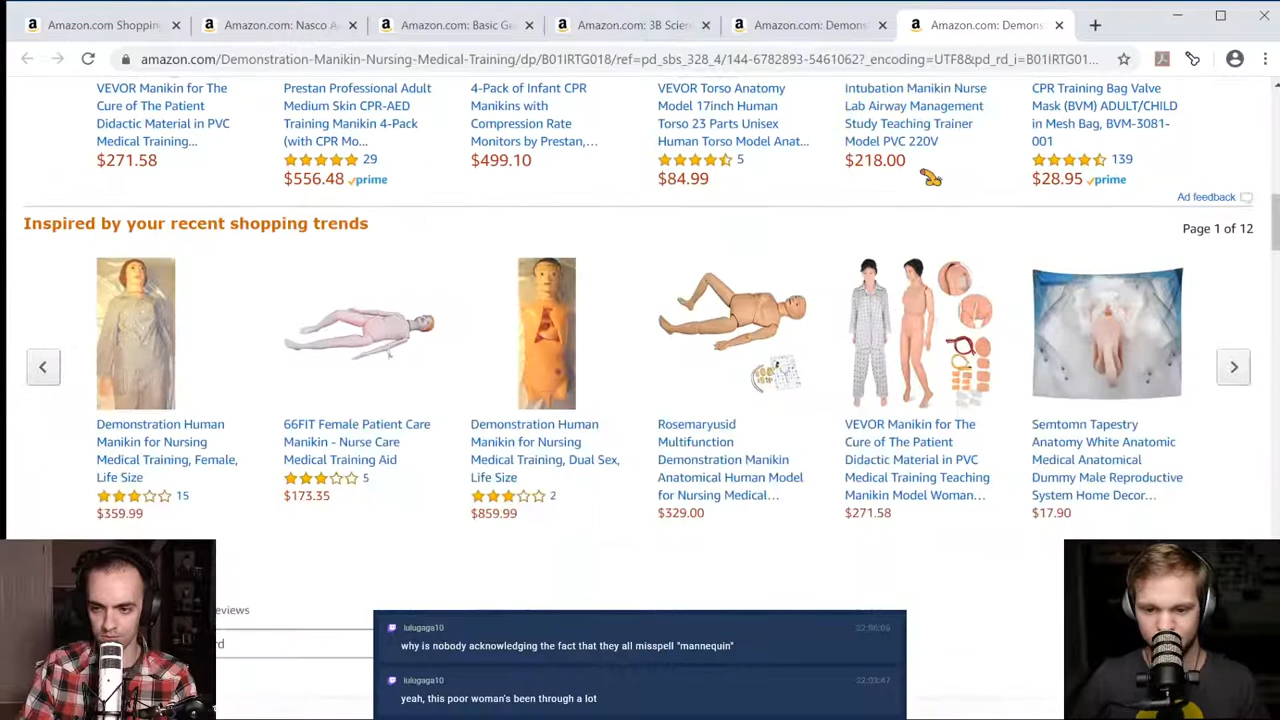 Amazon.com Shoppin
Amazon.com: Nasco A
Amazon.com: Basic Ge
Amazon.com: 3B Scien
Amazon.com: Demons
Amazon.com: Demons
amazon.com/Demonstration-Manikin-Nursing-Medical-Training/dp/B01IRTG018/ref=pd_sbs_328_4/144-6782893-5461062?_encoding=UTF8&pd_rd_i=B01IRTG01...
VEVOR Manikin for The
Cure of The Patient
Didactic Material in PVC
Medical Training...
$271.58
Prestan Professional Adult
Medium Skin CPR-AED
Training Manikin 4-Pack
(with CPR Mo...
29
$556.48 prime
4-Pack of Infant CPR
Manikins with
Compression Rate
Monitors by Prestan,...
$499.10
VEVOR Torso Anatomy
Model 17inch Human
Torso 23 Parts Unisex
Human Torso Model Anat...
5
$84.99
Intubation Manikin Nurse
Lab Airway Management
Study Teaching Trainer
Model PVC 220V
$218.00
CPR Training Bag Valve
Mask (BVM) ADULT/CHILD
in Mesh Bag, BVM-3081-
001
139
$28.95 prime
Ad feedback
Inspired by your recent shopping trends
Page 1 of 12
Demonstration Human
Manikin for Nursing
Medical Training, Female,
Life Size
15
$359.99
66FIT Female Patient Care
Manikin - Nurse Care
Medical Training Aid
5
$173.35
Demonstration Human
Manikin for Nursing
Medical Training, Dual Sex,
Life Size
2
$859.99
Rosemaryusid
Multifunction
Demonstration Manikin
Anatomical Human Model
for Nursing Medical...
$329.00
VEVOR Manikin for The
Cure of The Patient
Didactic Material in PVC
Medical Training Teaching
Manikin Model Woman...
$271.58
Semtomn Tapestry
Anatomy White Anatomic
Medical Anatomical
Dummy Male Reproductive
System Home Decor...
$17.90
eviews
rd
lulugaga10
why is nobody acknowledging the fact that they all misspell "mannequin"
lulugaga10
yeah, this poor woman's been through a lot